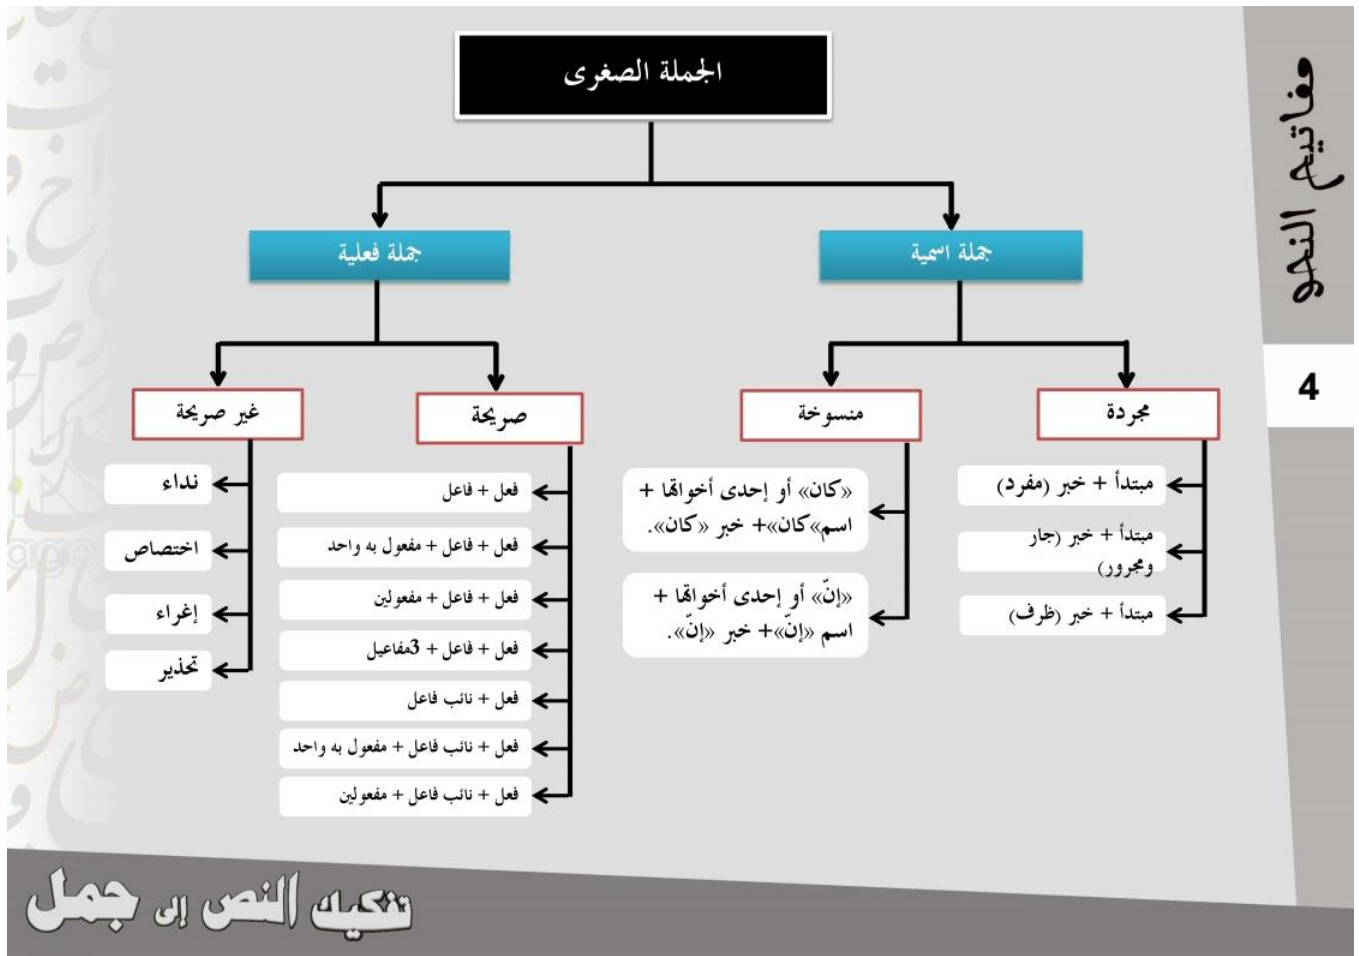 الجملة الصغرى
مفاتيح النحو
4
جملة اسمية
جملة فعلية
مجردة
منسوخة
صريحة
غير صريحة
مبتدأ + خبر (مفرد)
مبتدأ + خبر (جار
ومجرور)
مبتدأ + خبر (ظرف)
«كان» أو إحدى أخواتها +
اسم»كان»+ خبر «كان».
«إنّ» أو إحدى أخواتها +
اسم «إنّ»+ خبر «إنّ».
فعل + فاعل
فعل + فاعل + مفعول به واحد
فعل + فاعل + مفعولين
فعل + فاعل + 3مفاعيل
فعل + نائب فاعل
فعل + نائب فاعل + مفعول به واحد
فعل + نائب فاعل + مفعولين
نداء
اختصاص
إغراء
تحذير
تفكيك النص إلى جمل